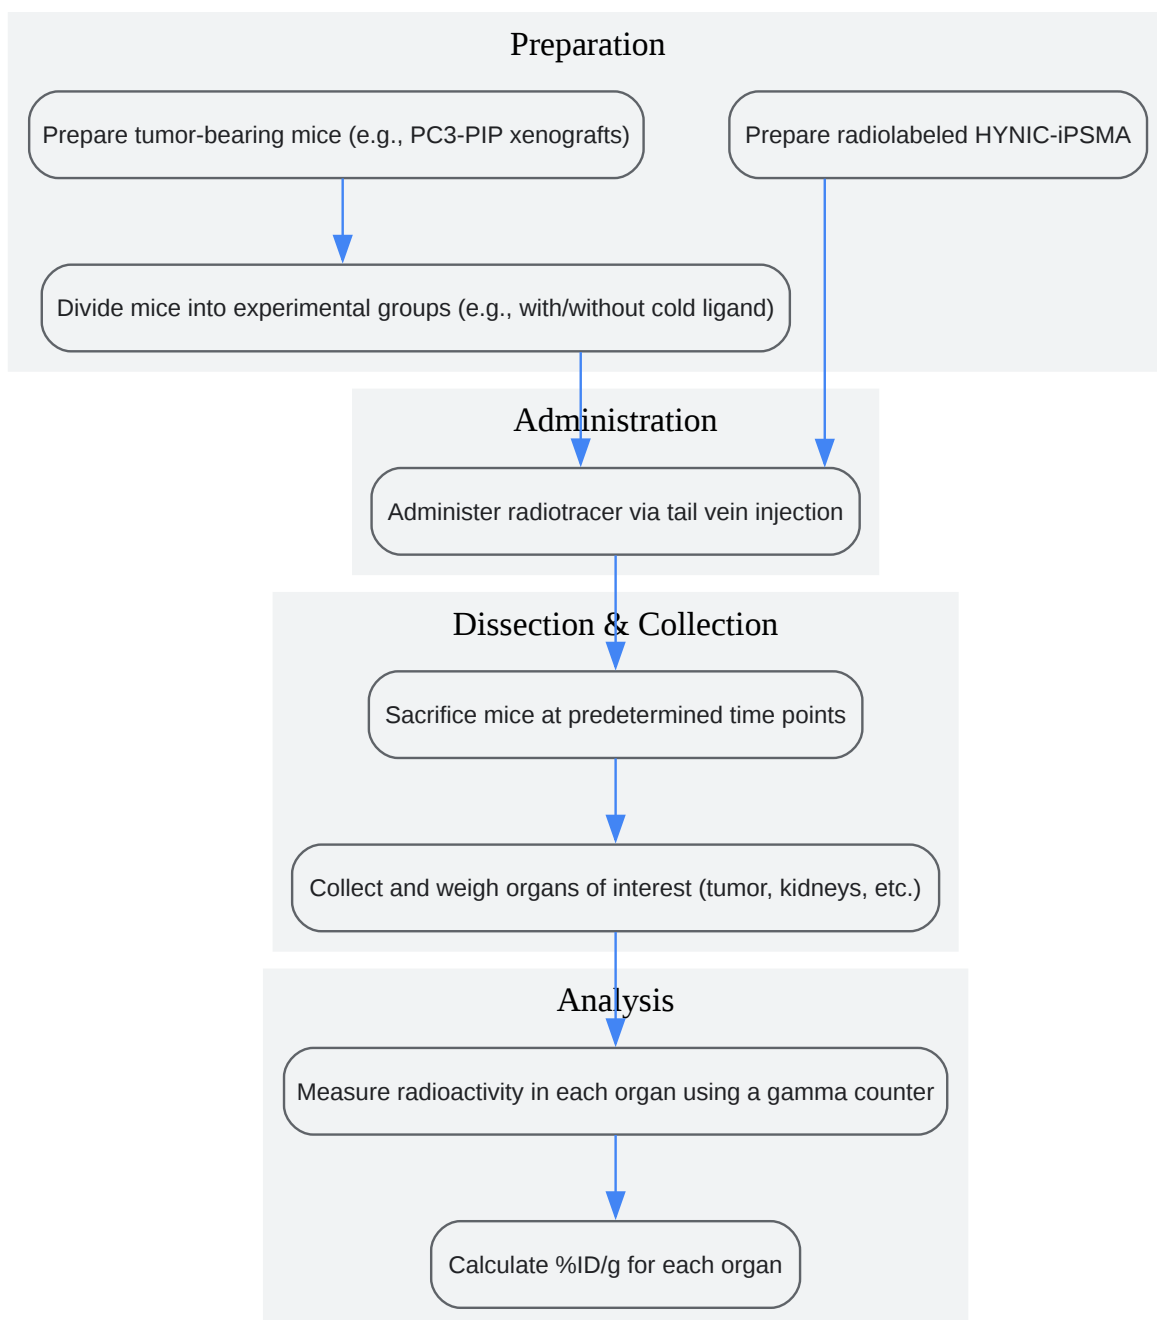 Preparation
Prepare tumor-bearing mice (e.g., PC3-PIP xenografts)
Prepare radiolabeled HYNIC-iPSMA
Divide mice into experimental groups (e.g., with/without cold ligand)
Administration
Administer radiotracer via tail vein injection
Dissection & Collection
Sacrifice mice at predetermined time points
Collect and weigh organs of interest (tumor, kidneys, etc.)
Analysis
Measure radioactivity in each organ using a gamma counter
Calculate %ID/g for each organ